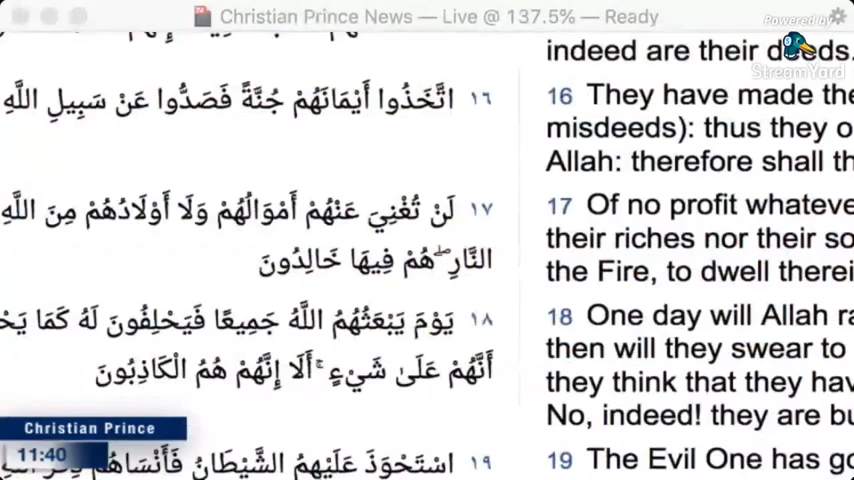 Christian Prince News — Live @ 137.5% — Ready
Powered by
StreamYard
indeed are their deeds.
١٦ اتَّخَذُوا أَيْمَانَهُمْ جُنَّةً فَصَدُّوا عَنْ سَبِيلِ اللَّهِ
16 They have made the
misdeeds): thus they o
Allah: therefore shall th
١٧ لَنْ تُغْنِيَ عَنْهُمْ أَمْوَالُهُمْ وَلَا أَوْلَادُهُمْ مِنَ اللَّهِ
النَّارِ ۖ هُمْ فِيهَا خَالِدُونَ
17 Of no profit whateve
their riches nor their so
the Fire, to dwell therei
١٨ يَوْمَ يَبْعَثُهُمُ اللَّهُ جَمِيعًا فَيَحْلِفُونَ لَهُ كَمَا يَحْ
أَنَّهُمْ عَلَىٰ شَيْءٍ ۚ أَلَا إِنَّهُمْ هُمُ الْكَاذِبُونَ
18 One day will Allah ra
then will they swear to
they think that they hav
No, indeed! they are bu
١٩ اسْتَحْوَذَ عَلَيْهِمُ الشَّيْطَانُ فَأَنْسَاهُمْ
19 The Evil One has go
Christian Prince
11:40